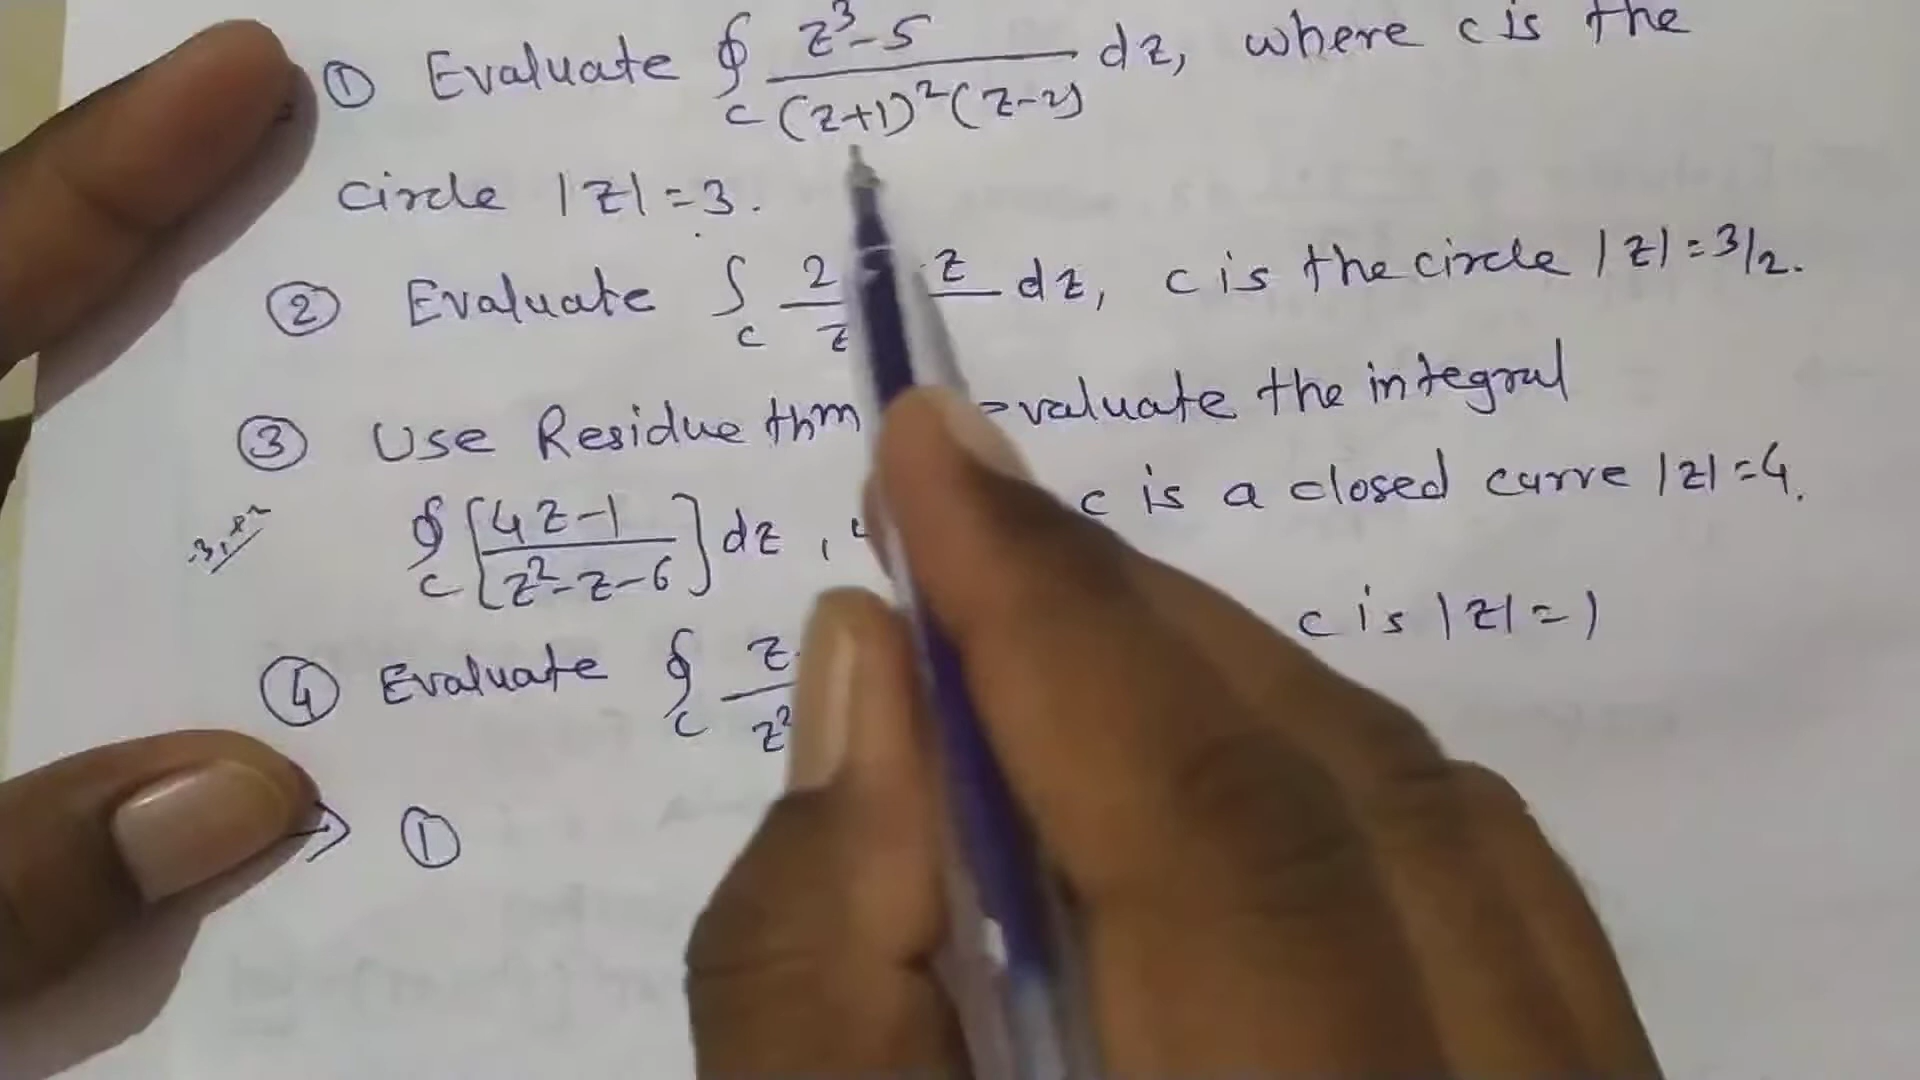 ① Evaluate ∮_C (z³-5)/((z+1)²(z-2)) dz, where c is the
circle |z| = 3.
② Evaluate ∫_C 2 z / z dz, c is the circle |z| = 3/2.
③ Use Residue thm evaluate the integral
∮_C [(4z-1)/(z²-z-6)] dz, c is a closed curve |z| = 4.
④ Evaluate ∮_C z / z² c is |z| = 1
→ ①